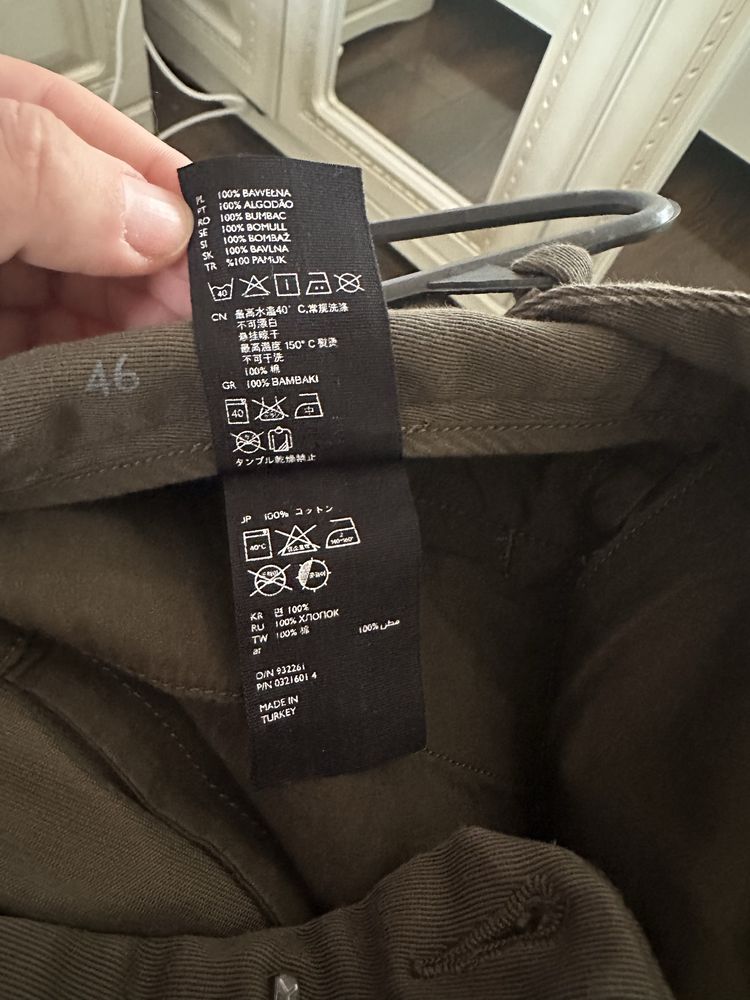 PL 100% BAWEŁNA
PT 100% ALGODÃO
RO 100% BUMBAC
SE 100% BOMULL
SI 100% BOMBAŽ
SK 100% BAVLNA
TR %100 PAMUK
40
CN 最高水温40°C,常规洗涤
不可漂白
悬挂晾干
最高温度 150°C 熨烫
不可干洗
100% 棉
GR 100% BAMBAKI
46
40
中
タンブル乾燥禁止
JP 100% コットン
40°C
KR 면 100%
RU 100% ХЛОПОК
TW 100% 棉
ar 100% قطن
O/N 932261
P/N 0321601 4
MADE IN
TURKEY